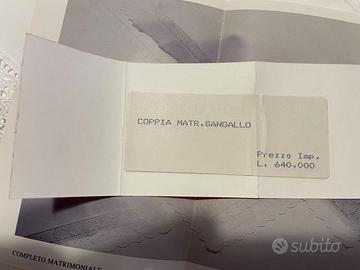 COPPIA MATR.SANGALLO
Prezzo Imp.
L. 640.000
COMPLETO MATRIMONIALE
subito